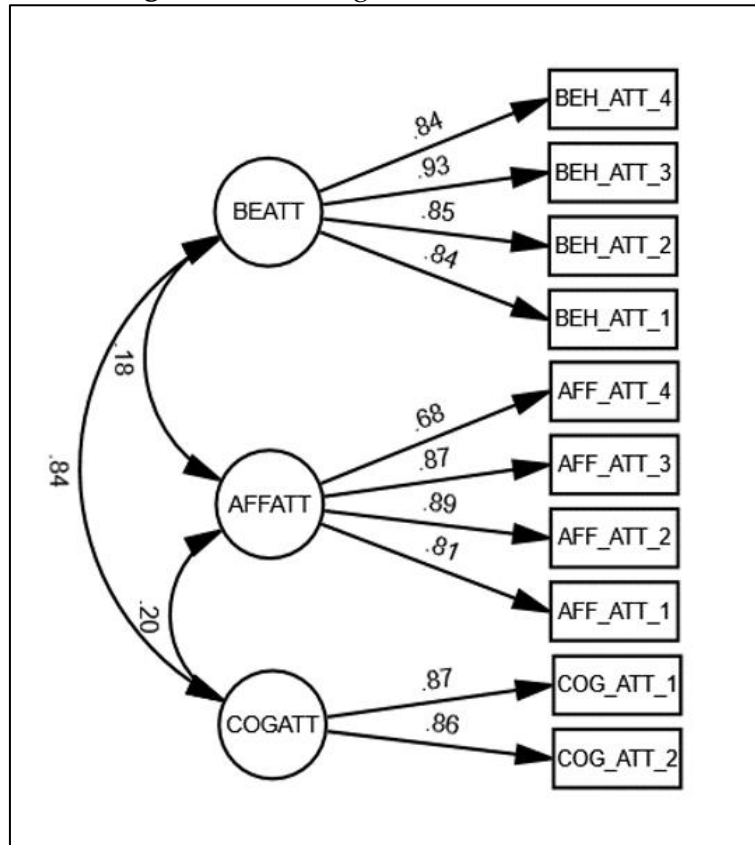 BEH_ATT_4
.84
BEH_ATT_3
.93
BEATT
.85
BEH_ATT_2
.84
BEH_ATT_1
.18
AFF_ATT_4
.68
.87
AFF_ATT_3
.84
AFFATT
.89
AFF_ATT_2
.81
AFF_ATT_1
.20
.87
COG_ATT_1
COGATT
.86
COG_ATT_2